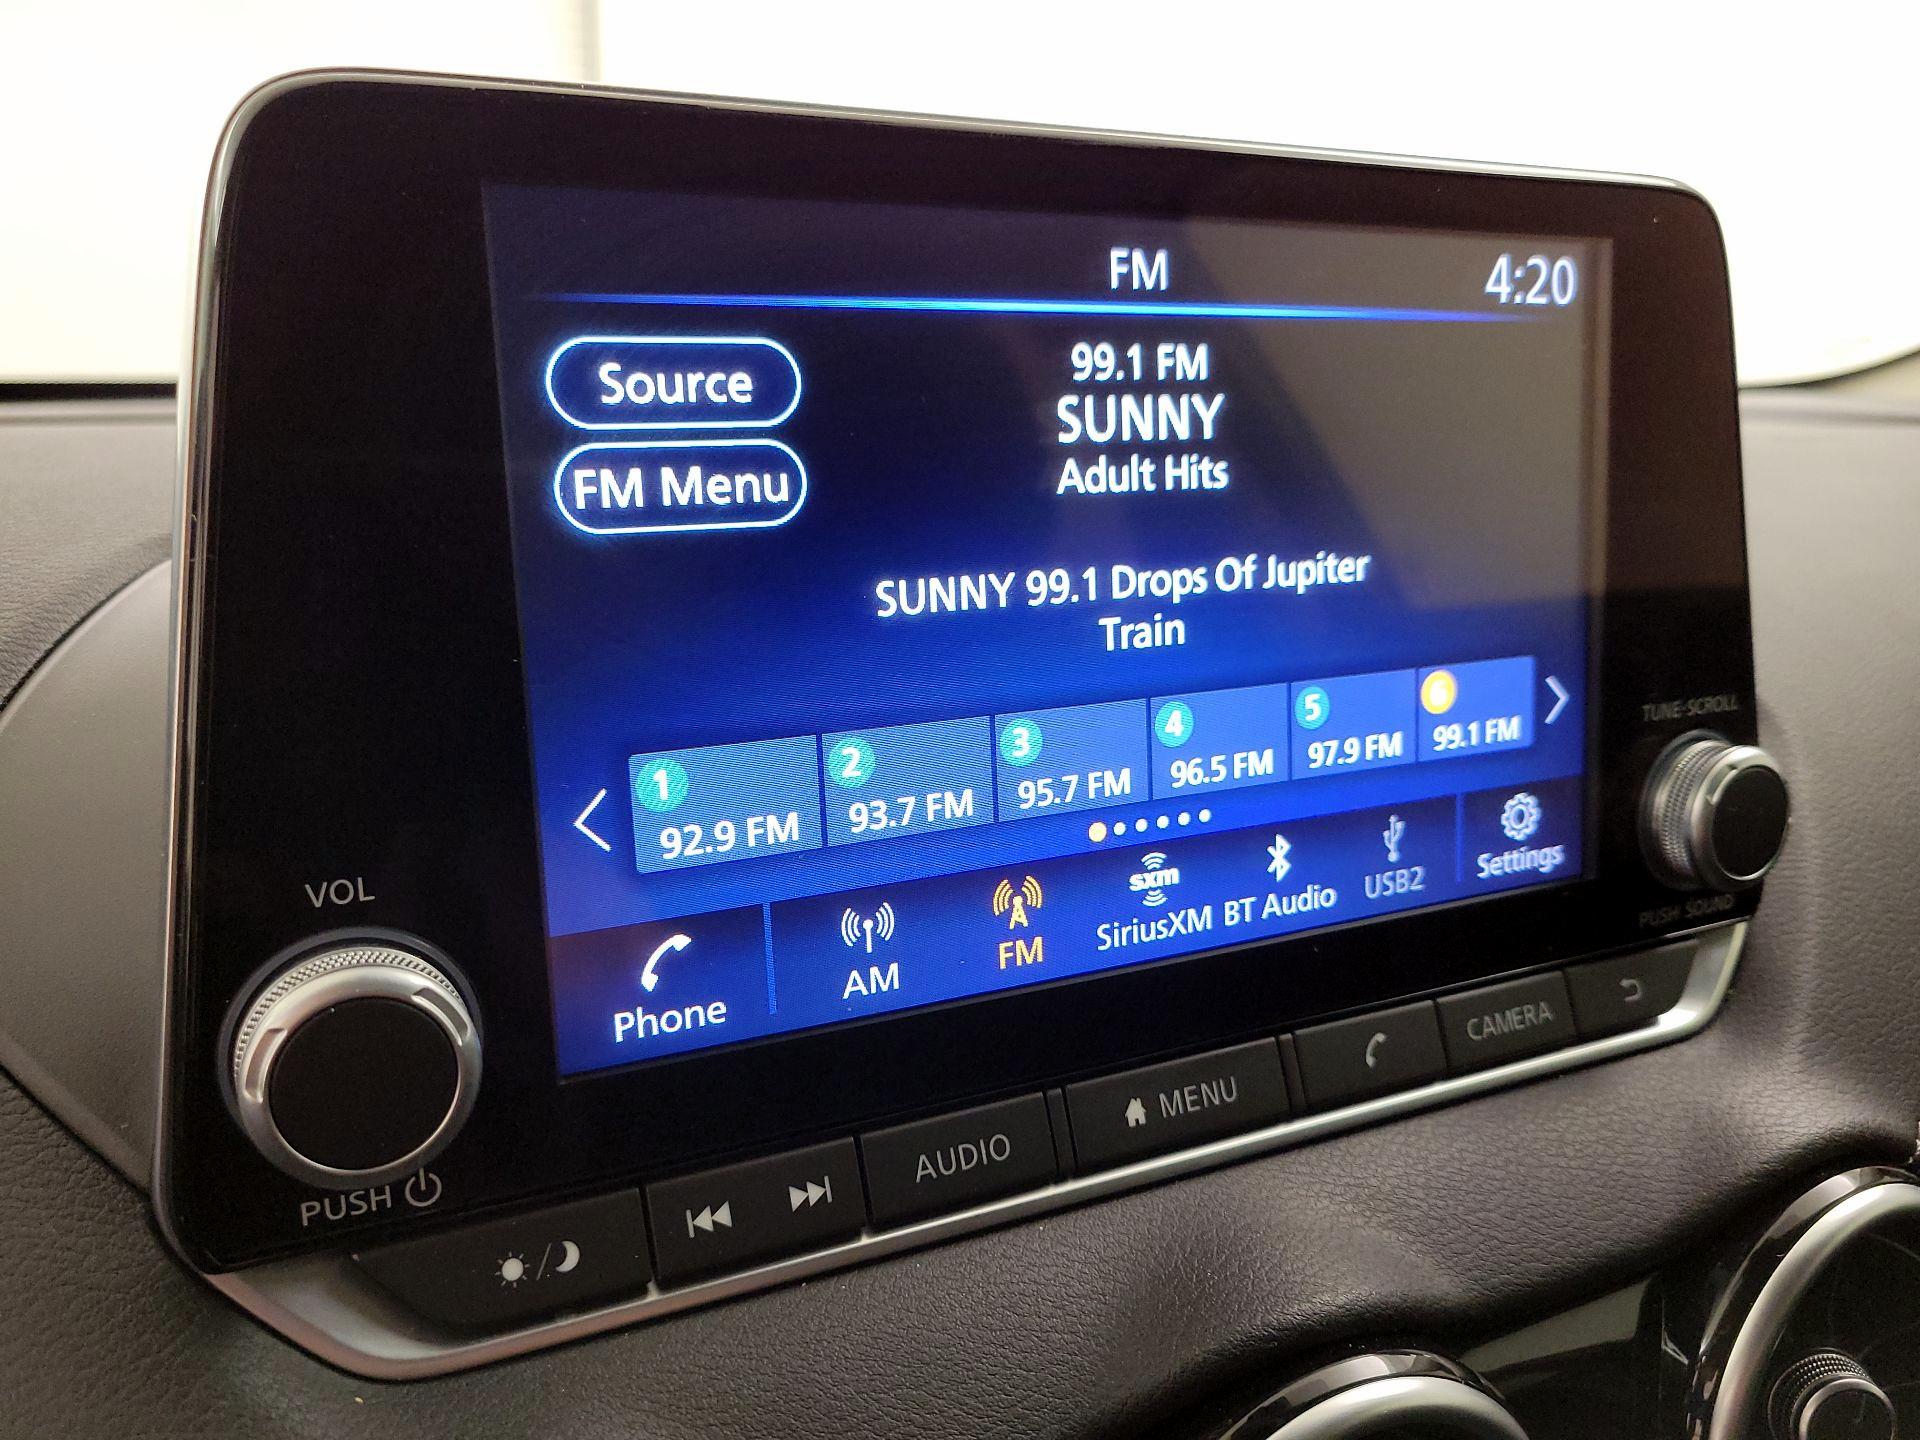 FM
4:20
Source
FM Menu
99.1 FM
SUNNY
Adult Hits
SUNNY 99.1 Drops Of Jupiter
Train
1
92.9 FM
2
93.7 FM
3
95.7 FM
4
96.5 FM
5
97.9 FM
6
99.1 FM
Phone
AM
FM
sxm
SiriusXM
BT Audio
USB2
Settings
VOL
PUSH
TUNE·SCROLL
PUSH SOUND
AUDIO
MENU
CAMERA